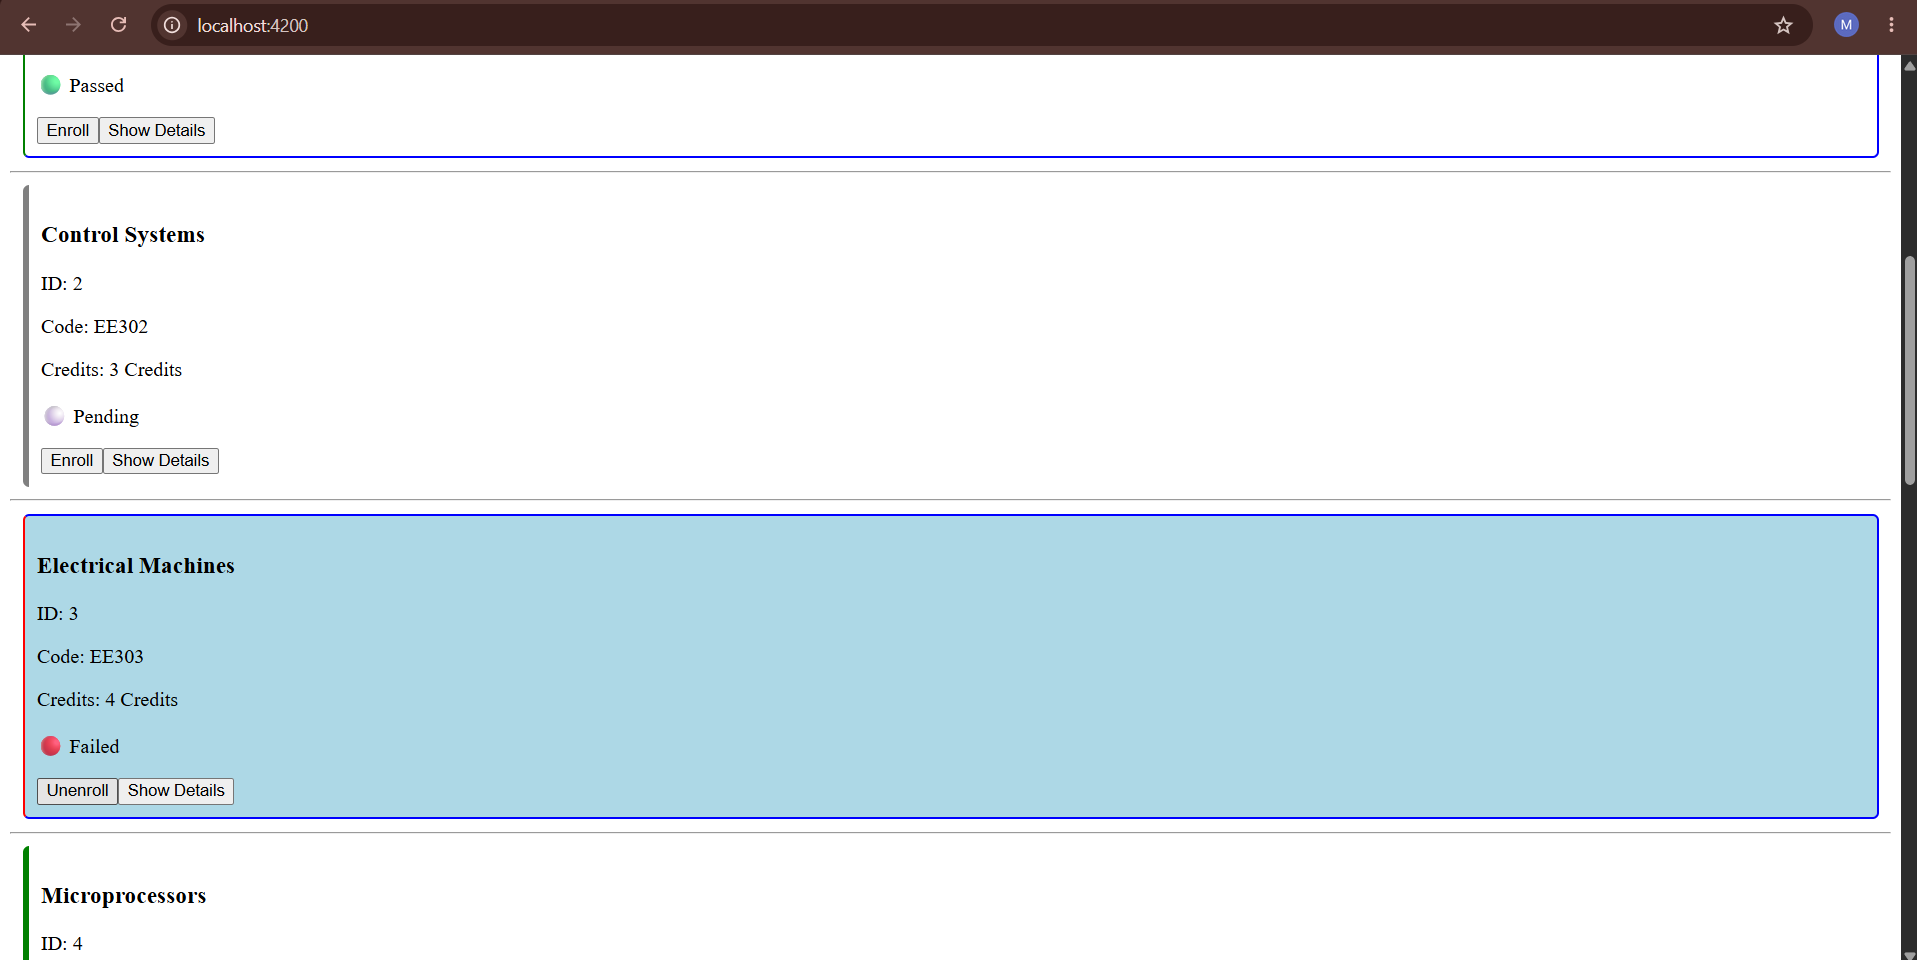 localhost:4200
M
Passed
Enroll Show Details
Control Systems
ID: 2
Code: EE302
Credits: 3 Credits
Pending
Enroll Show Details
Electrical Machines
ID: 3
Code: EE303
Credits: 4 Credits
Failed
Unenroll Show Details
Microprocessors
ID: 4